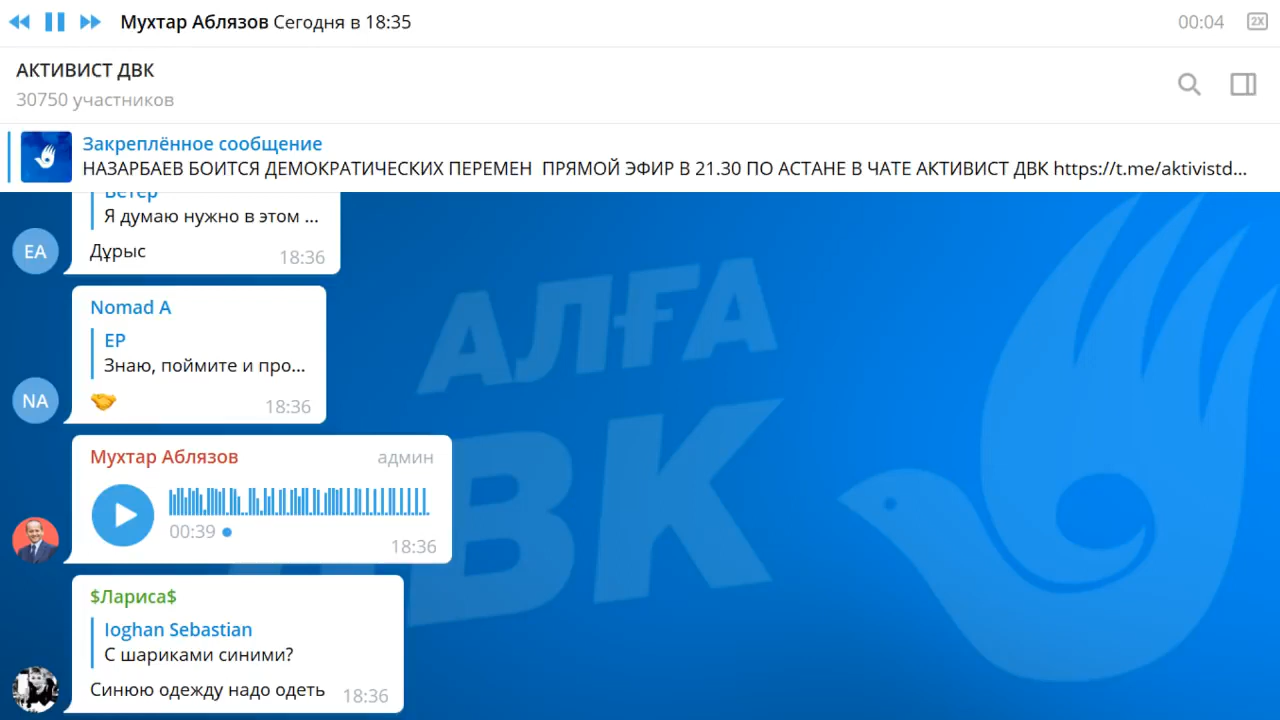 Мухтар Аблязов Сегодня в 18:35
00:04
2X
АКТИВИСТ ДВК
30750 участников
Закреплённое сообщение
НАЗАРБАЕВ БОИТСЯ ДЕМОКРАТИЧЕСКИХ ПЕРЕМЕН ПРЯМОЙ ЭФИР В 21.30 ПО АСТАНЕ В ЧАТЕ АКТИВИСТ ДВК https://t.me/aktivistd...
Ветер
Я думаю нужно в этом ...
EA
Дұрыс
18:36
Nomad A
EP
Знаю, поймите и про...
NA
18:36
Мухтар Аблязов
админ
00:39
18:36
$Лариса$
Ioghan Sebastian
С шариками синими?
Синюю одежду надо одеть
18:36
АЛҒА
ДВК